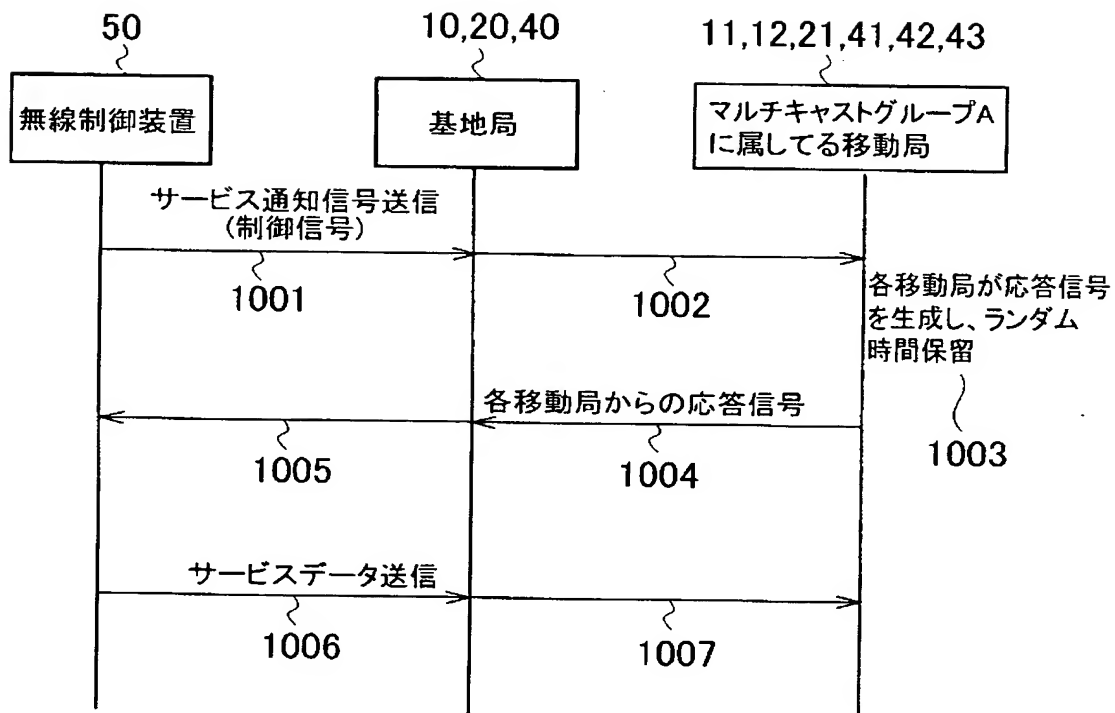 50
10,20,40
11,12,21,41,42,43
無線制御装置
基地局
マルチキャストグループA
に属してる移動局
サービス通知信号送信
(制御信号)
1001
1002
各移動局が応答信号
を生成し、ランダム
時間保留
1003
各移動局からの応答信号
1005
1004
サービスデータ送信
1006
1007